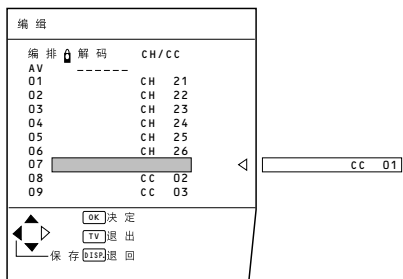 编 辑
编 排 解 码 CH/CC
AV ------
01 CH 21
02 CH 22
03 CH 23
04 CH 24
05 CH 25
06 CH 26
07 CC 01
08 CC 02
09 CC 03
OK 决 定
TV 退 出
保 存 DISP. 退 回